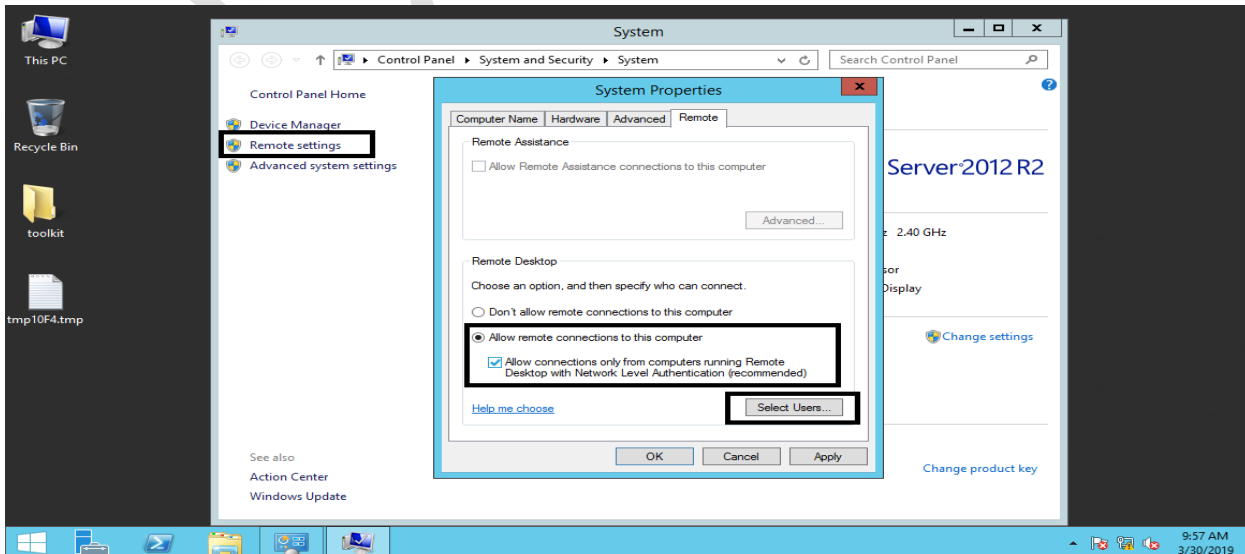 System
This PC
Control Panel ▸ System and Security ▸ System
Search Control Panel
Control Panel Home
Device Manager
Remote settings
Advanced system settings
System Properties
Computer Name
Hardware
Advanced
Remote
Remote Assistance
Allow Remote Assistance connections to this computer
Advanced...
Remote Desktop
Choose an option, and then specify who can connect.
Don't allow remote connections to this computer
Allow remote connections to this computer
Allow connections only from computers running Remote
Desktop with Network Level Authentication (recommended)
Help me choose
Select Users...
OK
Cancel
Apply
Server 2012 R2
2.40 GHz
Display
Change settings
Change product key
See also
Action Center
Windows Update
Recycle Bin
toolkit
tmp10F4.tmp
9:57 AM
3/30/2019